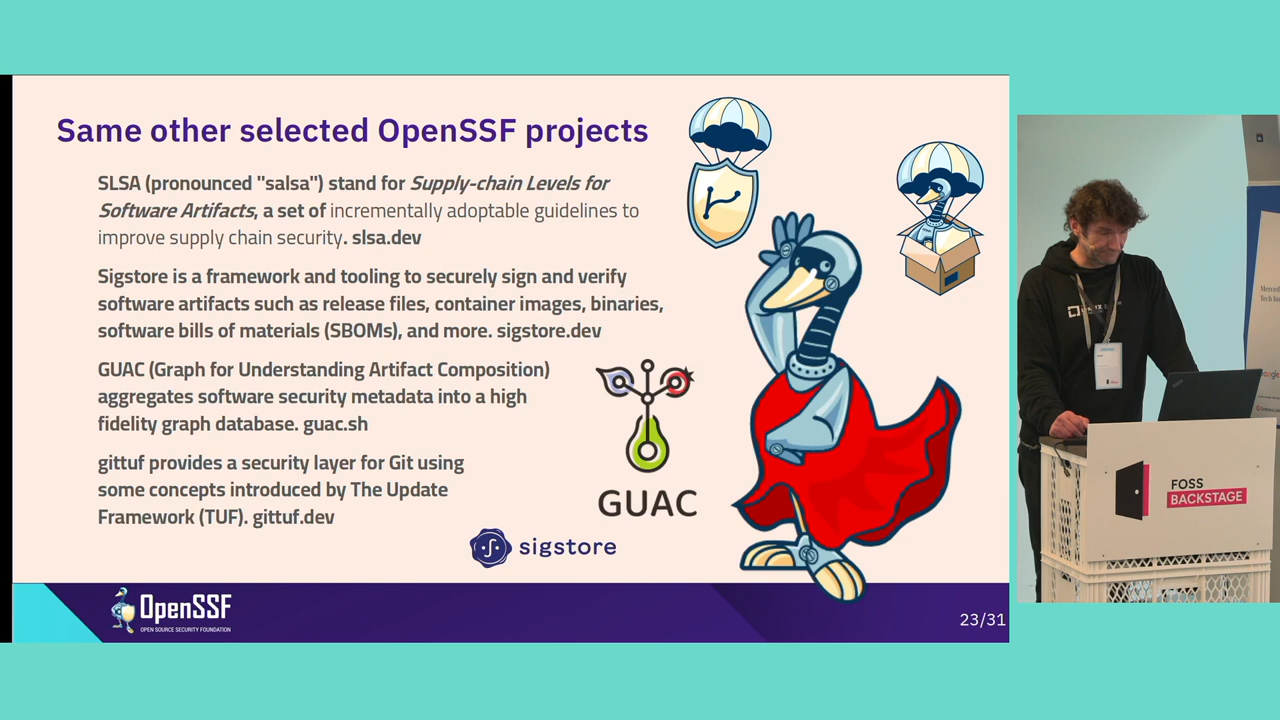 Same other selected OpenSSF projects
SLSA (pronounced "salsa") stand for Supply-chain Levels for
Software Artifacts, a set of incrementally adoptable guidelines to
improve supply chain security. slsa.dev
Sigstore is a framework and tooling to securely sign and verify
software artifacts such as release files, container images, binaries,
software bills of materials (SBOMs), and more. sigstore.dev
GUAC (Graph for Understanding Artifact Composition)
aggregates software security metadata into a high
fidelity graph database. guac.sh
gittuf provides a security layer for Git using
some concepts introduced by The Update
Framework (TUF). gittuf.dev
GUAC
sigstore
OpenSSF
OPEN SOURCE SECURITY FOUNDATION
23/31
FOSS
BACKSTAGE